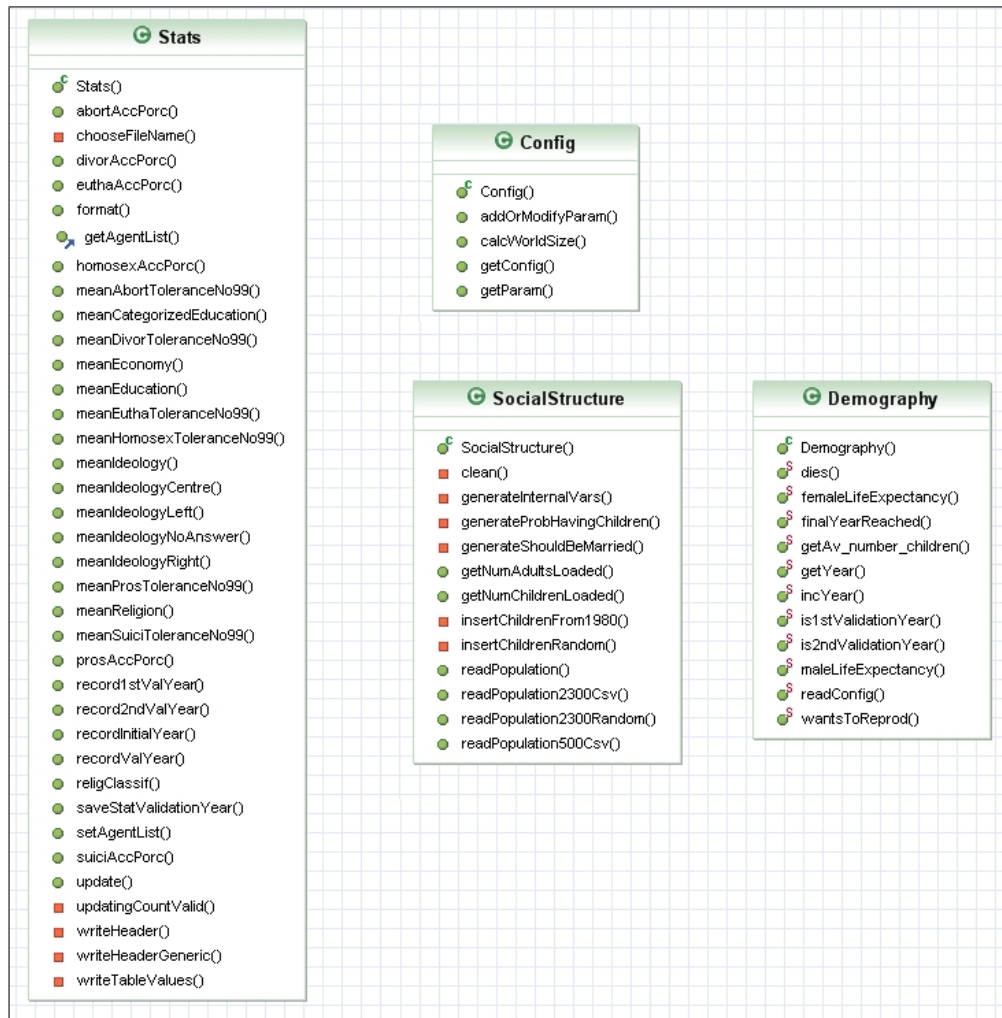 Stats
Stats()
abortAccPorc()
chooseFileName()
divorAccPorc()
euthaAccPorc()
format()
getAgentList()
homosexAccPorc()
meanAbortToleranceNo99()
meanCategorizedEducation()
meanDivorToleranceNo99()
meanEconomy()
meanEducation()
meanEuthaToleranceNo99()
meanHomosexToleranceNo99()
meanIdeology()
meanIdeologyCentre()
meanIdeologyLeft()
meanIdeologyNoAnswer()
meanIdeologyRight()
meanProsToleranceNo99()
meanReligion()
meanSuiciToleranceNo99()
prosAccPorc()
record1stValYear()
record2ndValYear()
recordInitialYear()
recordValYear()
religClassif()
saveStatValidationYear()
setAgentList()
suiciAccPorc()
update()
updatingCountValid()
writeHeader()
writeHeaderGeneric()
writeTableValues()
Config
Config()
addOrModifyParam()
calcWorldSize()
getConfig()
getParam()
SocialStructure
SocialStructure()
clean()
generateInternalVars()
generateProbHavingChildren()
generateShouldBeMarried()
getNumAdultsLoaded()
getNumChildrenLoaded()
insertChildrenFrom1980()
insertChildrenRandom()
readPopulation()
readPopulation2300Csv()
readPopulation2300Random()
readPopulation500Csv()
Demography
Demography()
dies()
femaleLifeExpectancy()
finalYearReached()
getAv_number_children()
getYear()
incYear()
is1stValidationYear()
is2ndValidationYear()
maleLifeExpectancy()
readConfig()
wantsToReprod()